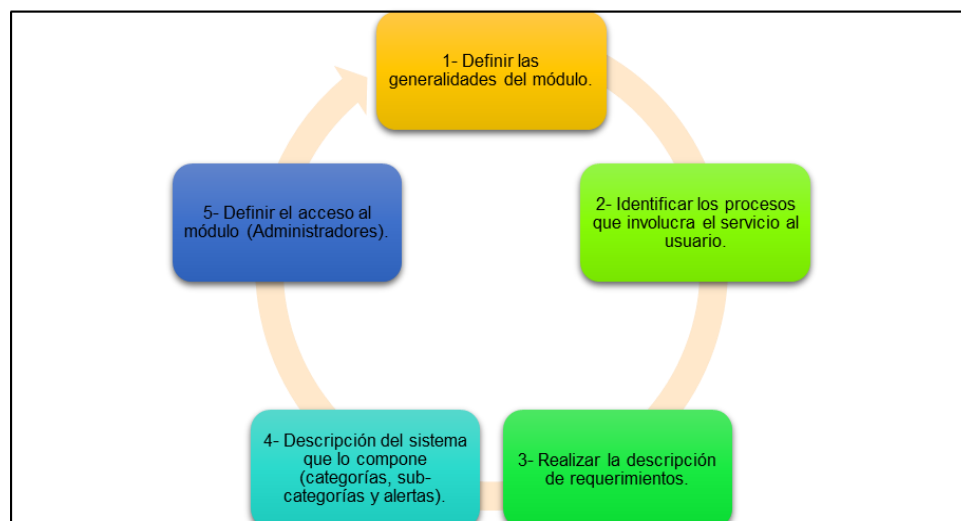 1- Definir las
generalidades del módulo.
2- Identificar los procesos
que involucra el servicio al
usuario.
3- Realizar la descripción
de requerimientos.
4- Descripción del sistema
que lo compone
(categorías, sub-
categorías y alertas).
5- Definir el acceso al
módulo (Administradores).